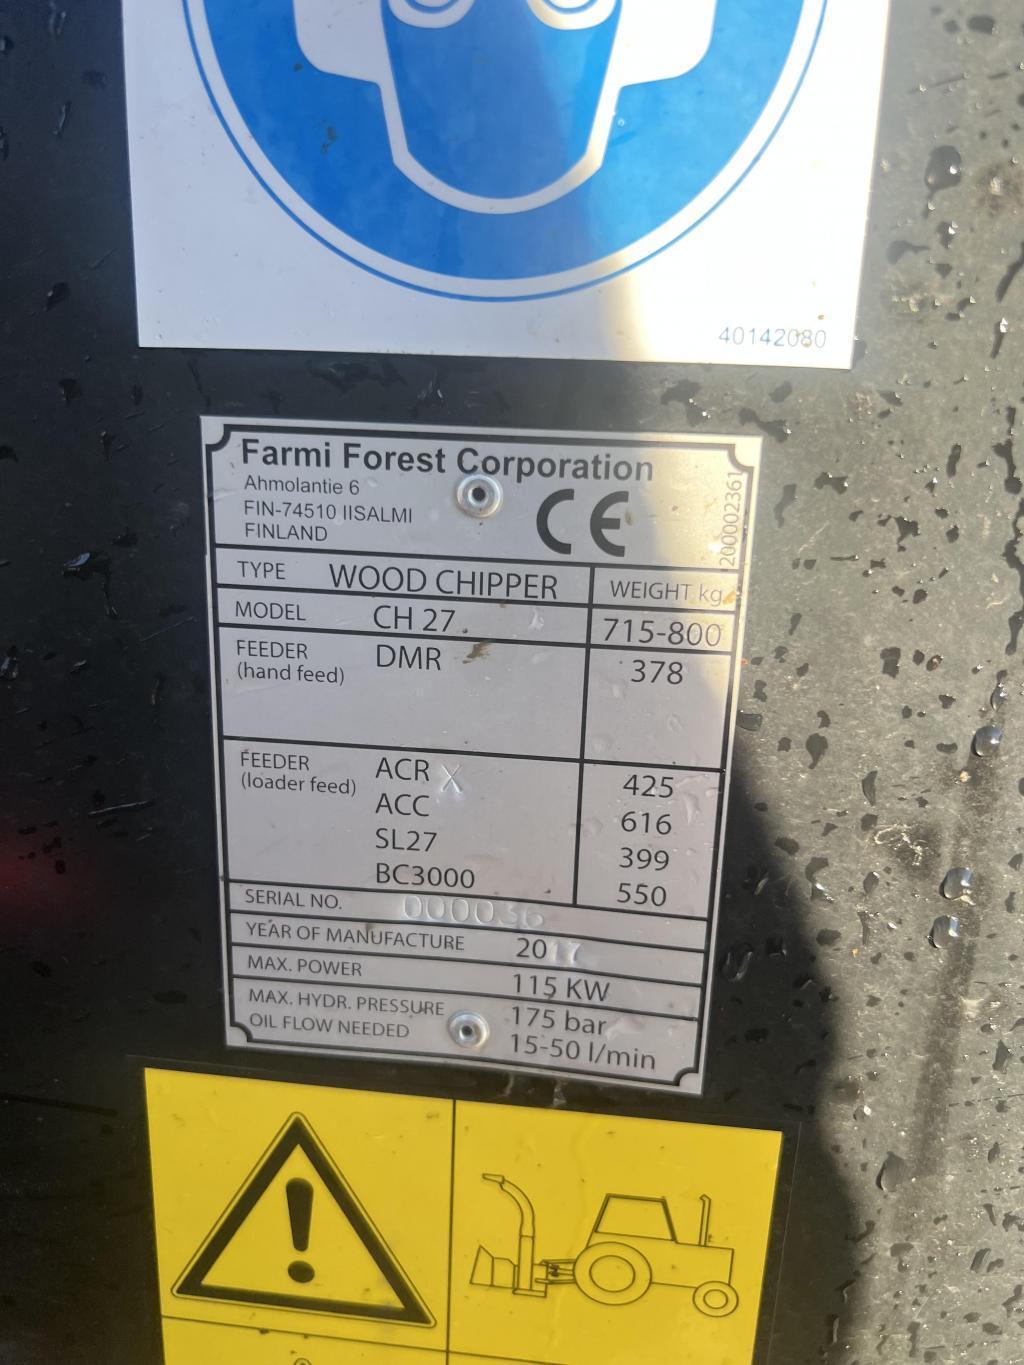 40142080
Farmi Forest Corporation
Ahmolantie 6
FIN-74510 IISALMI
FINLAND
CE
200002361
TYPE WOOD CHIPPER WEIGHT kg
MODEL CH 27 715-800
FEEDER DMR 378
(hand feed)
FEEDER ACR X 425
(loader feed) ACC 616
SL27 399
BC3000 550
SERIAL NO. 000036
YEAR OF MANUFACTURE 2017
MAX. POWER 115 KW
MAX. HYDR. PRESSURE 175 bar
OIL FLOW NEEDED 15-50 l/min